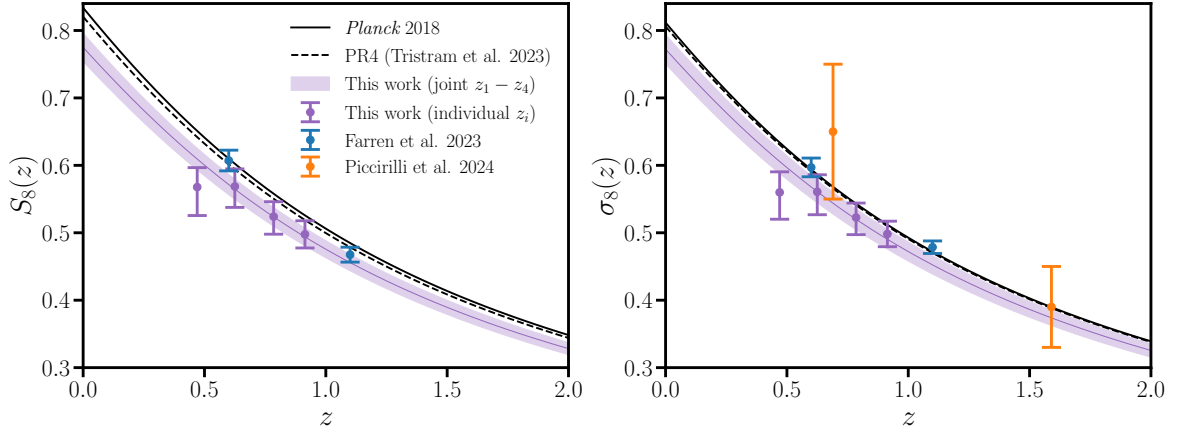 S₈(z)
0.8
0.7
0.6
0.5
0.4
0.3
Planck 2018
PR4 (Tristram et al. 2023)
This work (joint z₁ − z₄)
This work (individual zᵢ)
Farren et al. 2023
Piccirilli et al. 2024
0.0 0.5 1.0 1.5 2.0
z
σ₈(z)
0.8
0.7
0.6
0.5
0.4
0.3
0.0 0.5 1.0 1.5 2.0
z